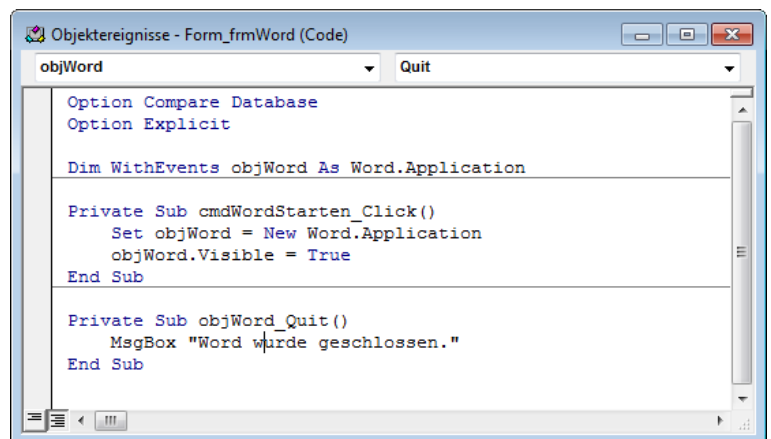 Objektereignisse - Form_frmWord (Code)
objWord Quit
Option Compare Database
Option Explicit
Dim WithEvents objWord As Word.Application
Private Sub cmdWordStarten_Click()
    Set objWord = New Word.Application
    objWord.Visible = True
End Sub
Private Sub objWord_Quit()
    MsgBox "Word wurde geschlossen."
End Sub